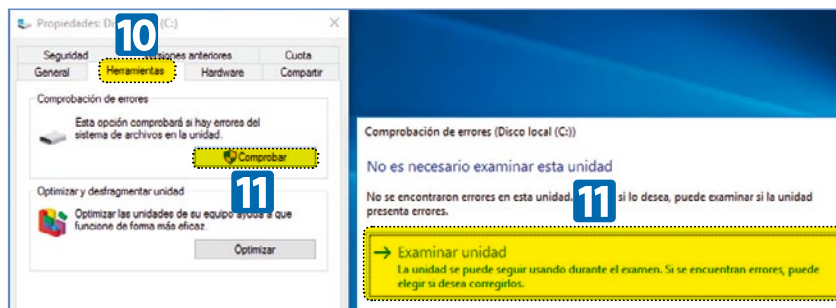 Propiedades: D (C:)
10
Seguridad Versiones anteriores Cuota
General Herramientas Hardware Compartir
Comprobación de errores
Esta opción comprobará si hay errores del
sistema de archivos en la unidad.
Comprobar
11
Optimizar y desfragmentar unidad
Optimizar las unidades de su equipo ayuda a que
funcione de forma más eficaz.
Optimizar
Comprobación de errores (Disco local (C:))
No es necesario examinar esta unidad
No se encontraron errores en esta unidad. si lo desea, puede examinar si la unidad
presenta errores.
11
Examinar unidad
La unidad se puede seguir usando durante el examen. Si se encuentran errores, puede
elegir si desea corregirlos.